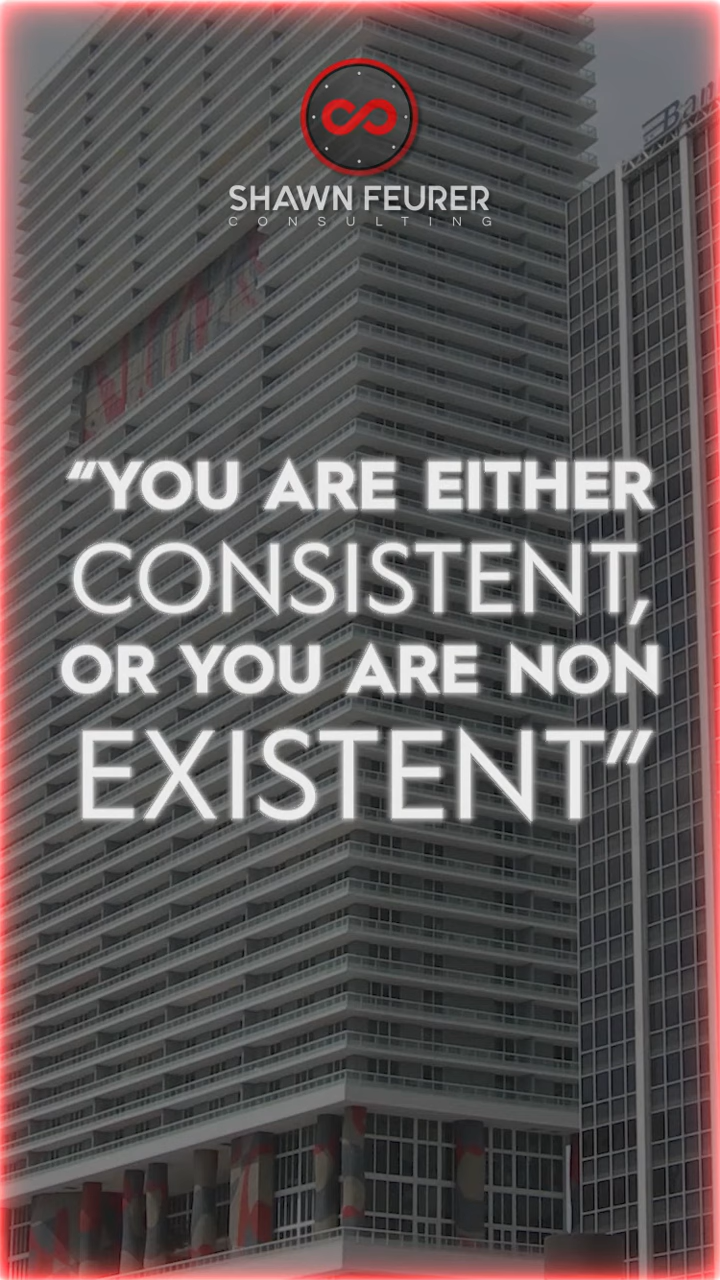 SHAWN FEURER
CONSULTING
“YOU ARE EITHER
CONSISTENT,
OR YOU ARE NON
EXISTENT”